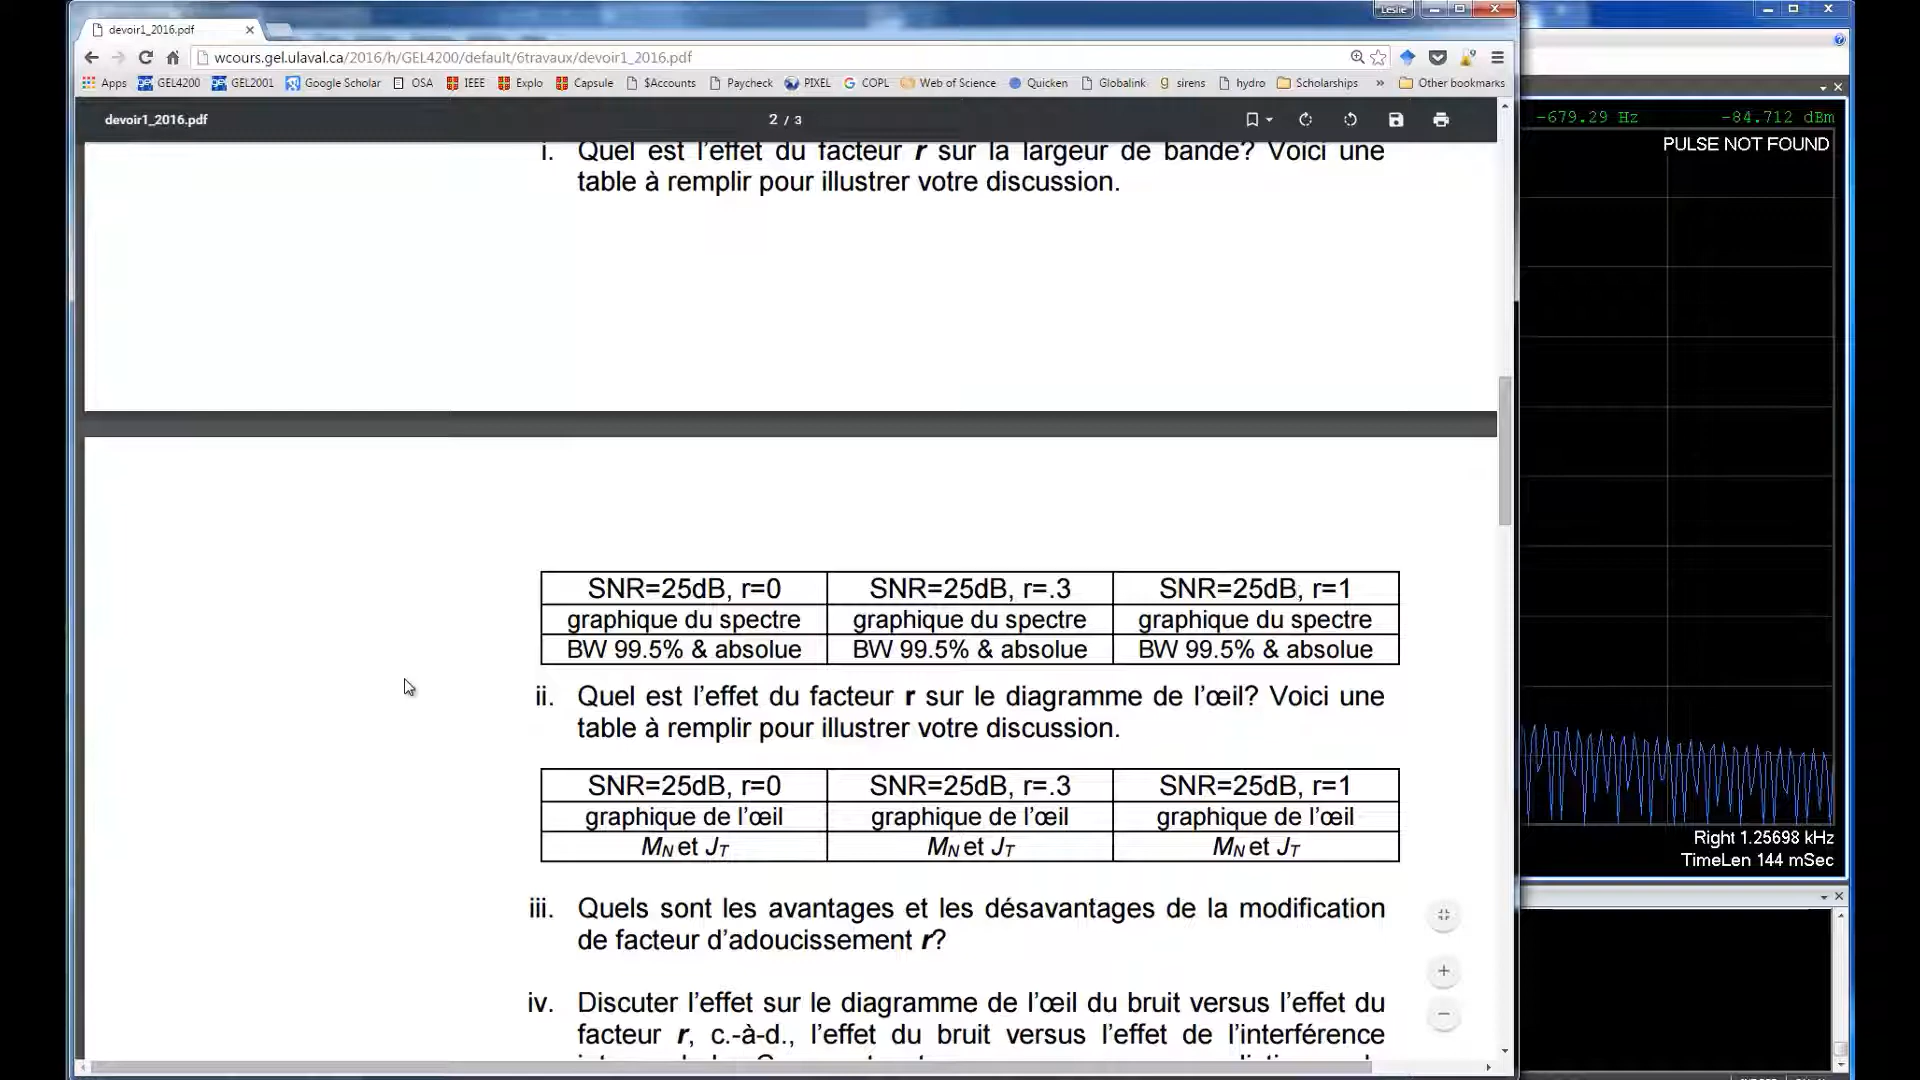 Leslie
devoir1_2016.pdf
wcours.gel.ulaval.ca/2016/h/GEL4200/default/6travaux/devoir1_2016.pdf
Apps GEL4200 GEL2001 Google Scholar OSA IEEE Explo Capsule $Accounts Paycheck PIXEL COPL Web of Science Quicken Globalink sirens hydro Scholarships » Other bookmarks
devoir1_2016.pdf 2 / 3
-679.29 Hz -84.712 dBm
PULSE NOT FOUND
i. Quel est l'effet du facteur r sur la largeur de bande? Voici une
table à remplir pour illustrer votre discussion.
SNR=25dB, r=0 SNR=25dB, r=.3 SNR=25dB, r=1
graphique du spectre graphique du spectre graphique du spectre
BW 99.5% & absolue BW 99.5% & absolue BW 99.5% & absolue
ii. Quel est l'effet du facteur r sur le diagramme de l'œil? Voici une
table à remplir pour illustrer votre discussion.
SNR=25dB, r=0 SNR=25dB, r=.3 SNR=25dB, r=1
graphique de l'œil graphique de l'œil graphique de l'œil
MN et JT MN et JT MN et JT
Right 1.25698 kHz
TimeLen 144 mSec
iii. Quels sont les avantages et les désavantages de la modification
de facteur d'adoucissement r?
iv. Discuter l'effet sur le diagramme de l'œil du bruit versus l'effet du
facteur r, c.-à-d., l'effet du bruit versus l'effet de l'interférence